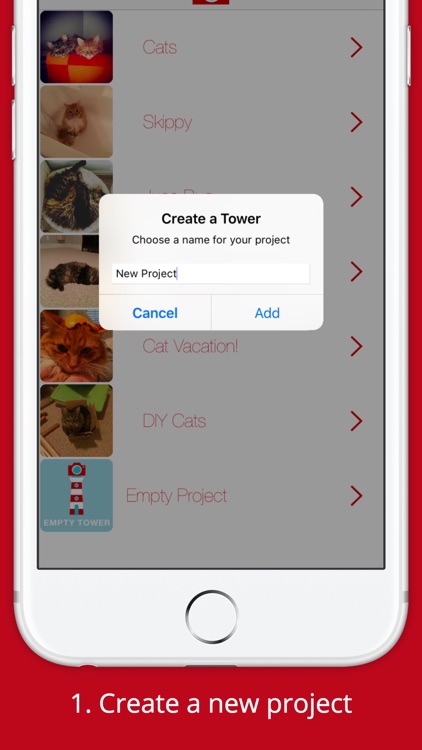 Cats
Skippy
Create a Tower
Choose a name for your project
New Project
Cancel
Add
Cat Vacation!
DIY Cats
EMPTY TOWER
Empty Project
1. Create a new project